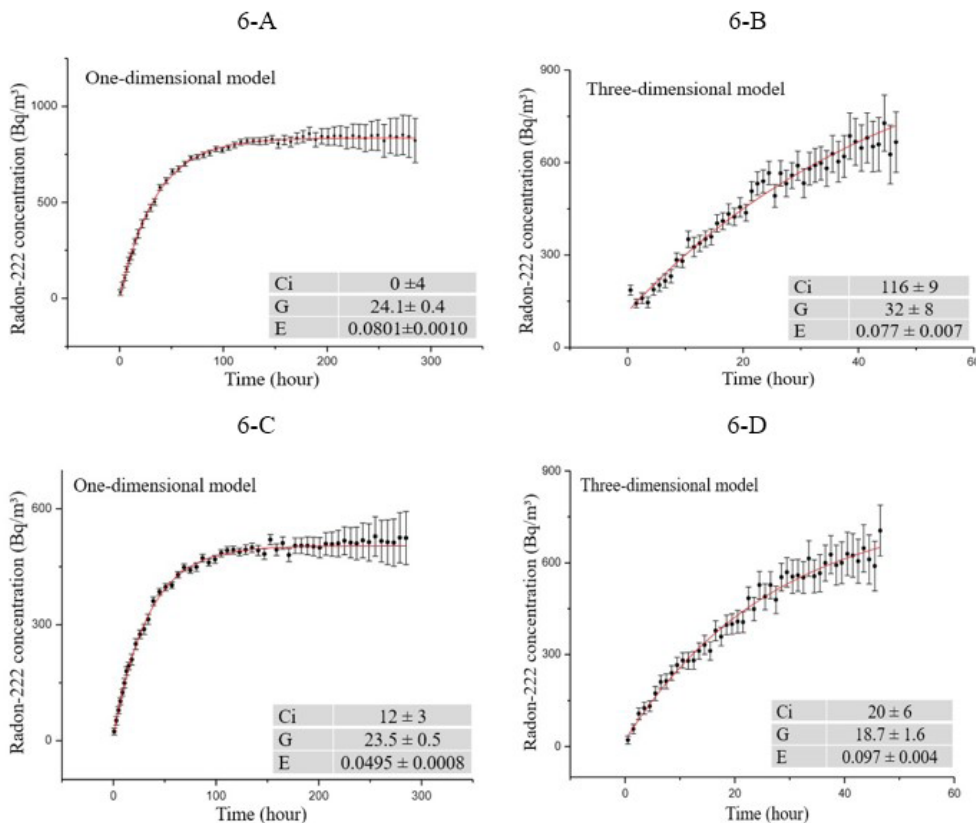 6-A
6-B
One-dimensional model
Radon-222 concentration (Bq/m³)
1000
500
0
Ci 0 ±4
G 24.1± 0.4
E 0.0801±0.0010
0 100 200 300
Time (hour)
Three-dimensional model
Radon-222 concentration (Bq/m³)
900
600
300
0
Ci 116 ± 9
G 32 ± 8
E 0.077 ± 0.007
0 20 40 60
Time (hour)
6-C
6-D
One-dimensional model
Radon-222 concentration (Bq/m³)
600
300
0
Ci 12 ± 3
G 23.5 ± 0.5
E 0.0495 ± 0.0008
0 100 200 300
Time (hour)
Three-dimensional model
Radon-222 concentration (Bq/m³)
900
600
300
0
Ci 20 ± 6
G 18.7 ± 1.6
E 0.097 ± 0.004
0 20 40 60
Time (hour)